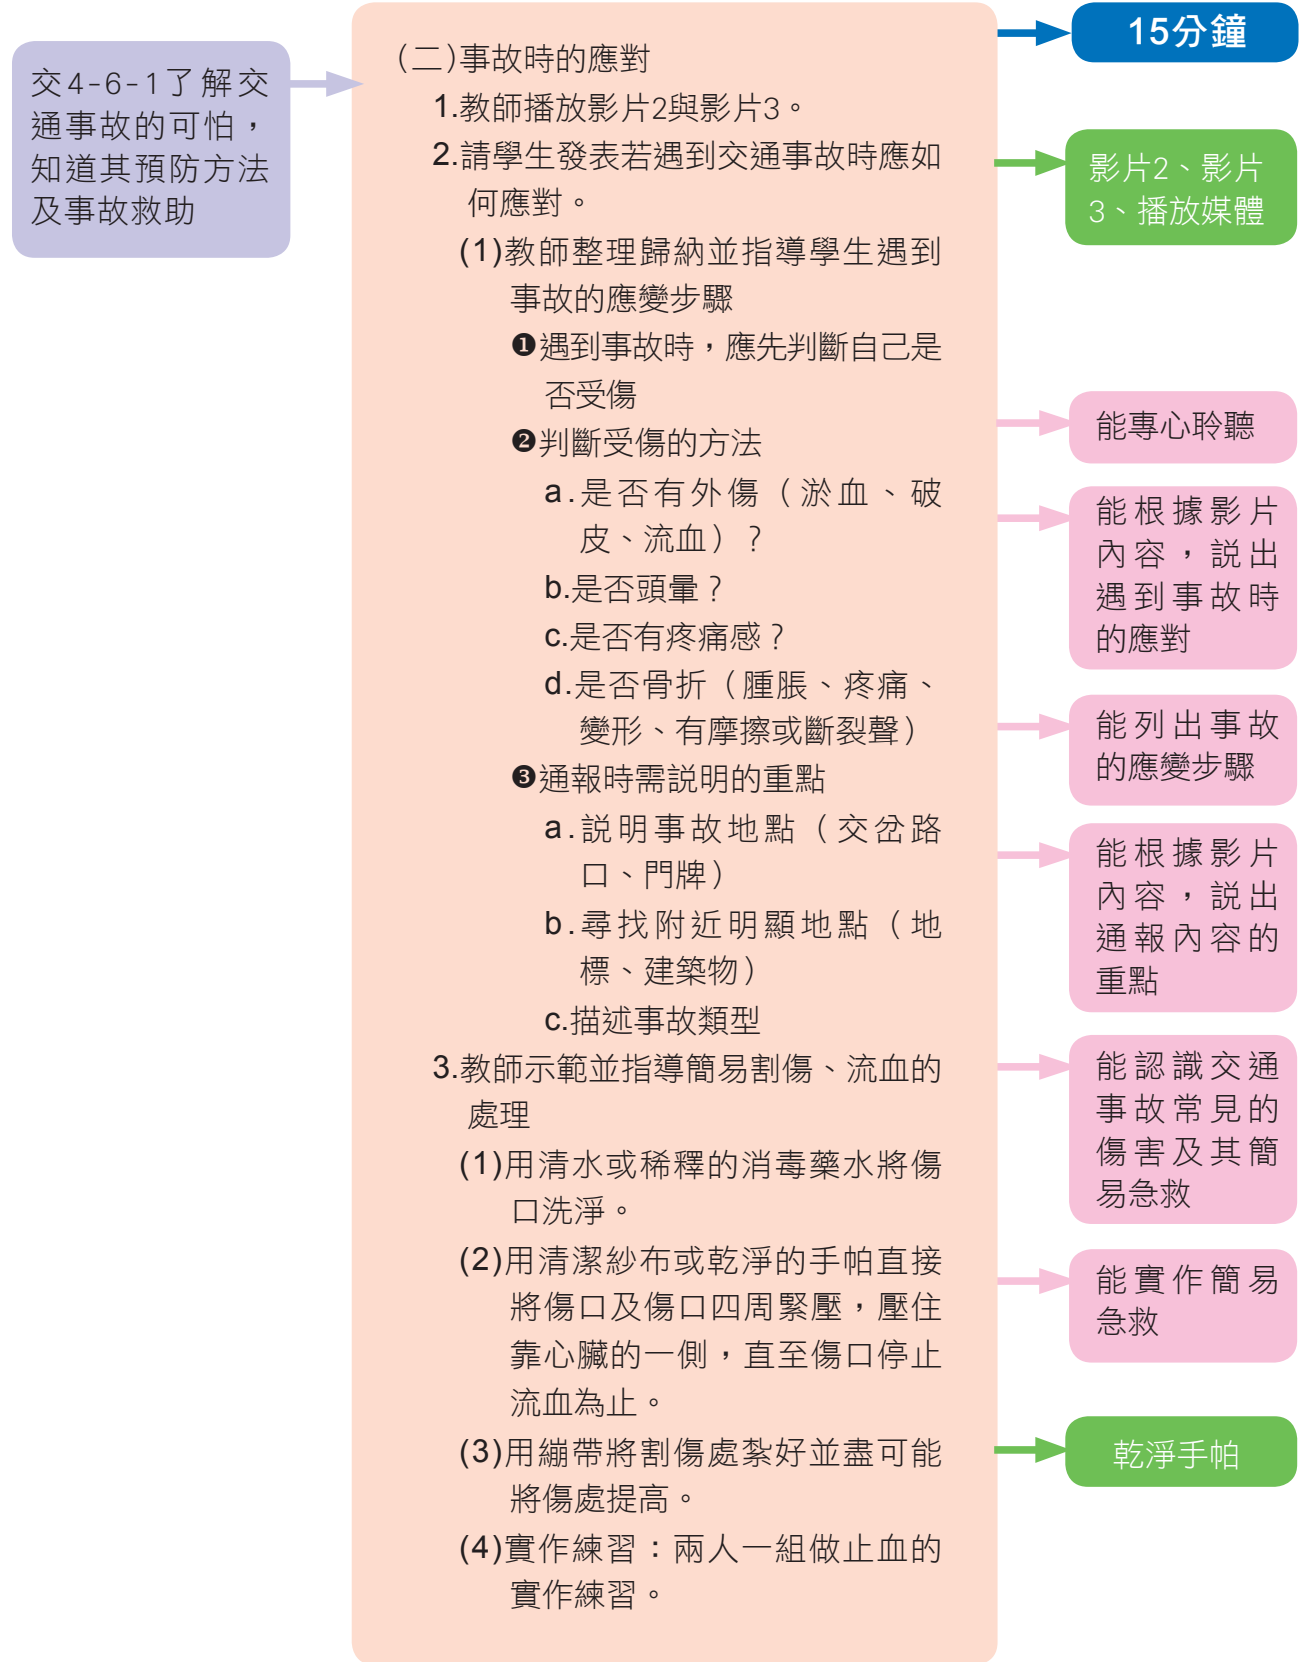 交4-6-1了解交
通事故的可怕，
知道其預防方法
及事故救助
(二)事故時的應對
1.教師播放影片2與影片3。
2.請學生發表若遇到交通事故時應如
何應對。
(1)教師整理歸納並指導學生遇到
事故的應變步驟
❶遇到事故時，應先判斷自己是
否受傷
❷判斷受傷的方法
a.是否有外傷（淤血、破
皮、流血）？
b.是否頭暈？
c.是否有疼痛感？
d.是否骨折（腫脹、疼痛、
變形、有摩擦或斷裂聲）
❸通報時需説明的重點
a.説明事故地點（交岔路
口、門牌）
b.尋找附近明顯地點（地
標、建築物）
c.描述事故類型
3.教師示範並指導簡易割傷、流血的
處理
(1)用清水或稀釋的消毒藥水將傷
口洗淨。
(2)用清潔紗布或乾淨的手帕直接
將傷口及傷口四周緊壓，壓住
靠心臟的一側，直至傷口停止
流血為止。
(3)用繃帶將割傷處紮好並盡可能
將傷處提高。
(4)實作練習：兩人一組做止血的
實作練習。
15分鐘
影片2、影片
3、播放媒體
能專心聆聽
能根據影片
內容，説出
遇到事故時
的應對
能列出事故
的應變步驟
能根據影片
內容，説出
通報內容的
重點
能認識交通
事故常見的
傷害及其簡
易急救
能實作簡易
急救
乾淨手帕